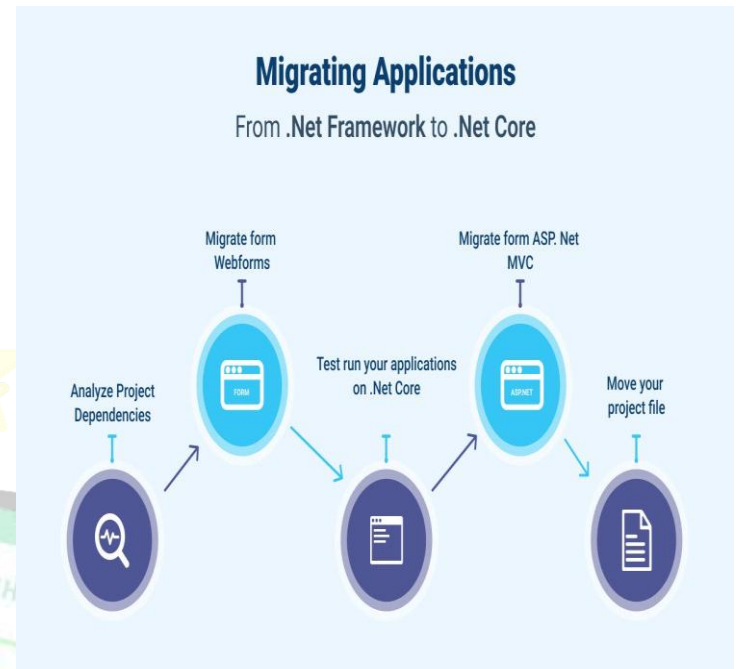 Migrating Applications
From .Net Framework to .Net Core
Analyze Project
Dependencies
Migrate form
Webforms
FORM
Test run your applications
on .Net Core
Migrate form ASP. Net
MVC
ASP.NET
Move your
project file